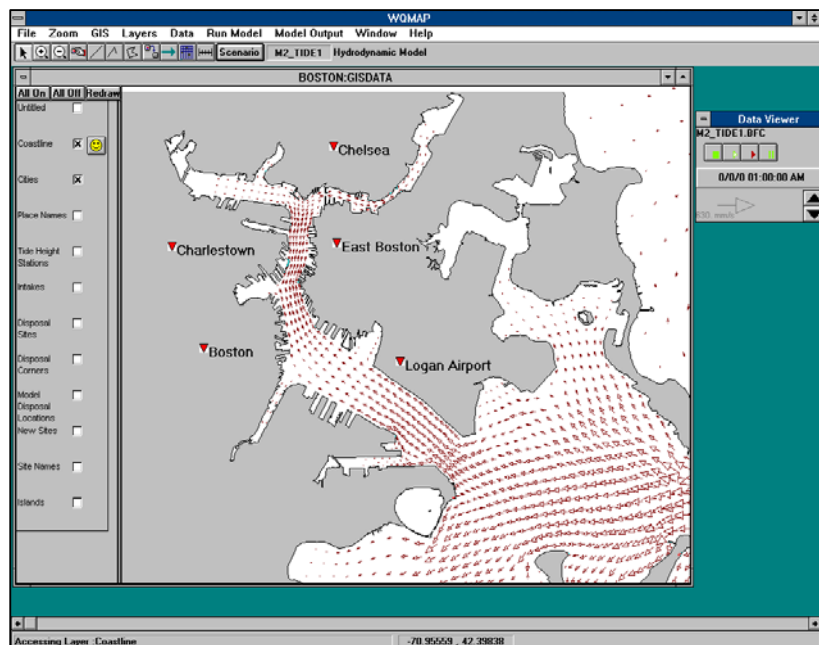 WQMAP
File Zoom GIS Layers Data Run Model Model Output Window Help
Scenario M2_TIDE1 Hydrodynamic Model
BOSTON:GISDATA
All On All Off Redraw
Untitled
Coastline
Cities
Place Names
Tide Height
Stations
Intakes
Disposal
Sites
Disposal
Corners
Model
Disposal
Locations
New Sites
Site Names
Islands
Chelsea
Charlestown
East Boston
Boston
Logan Airport
Data Viewer
M2_TIDE1.BFC
0/0/0 01:00:00 AM
630 mm/s
Accessing Layer :Coastline
-70.95559 , 42.39838